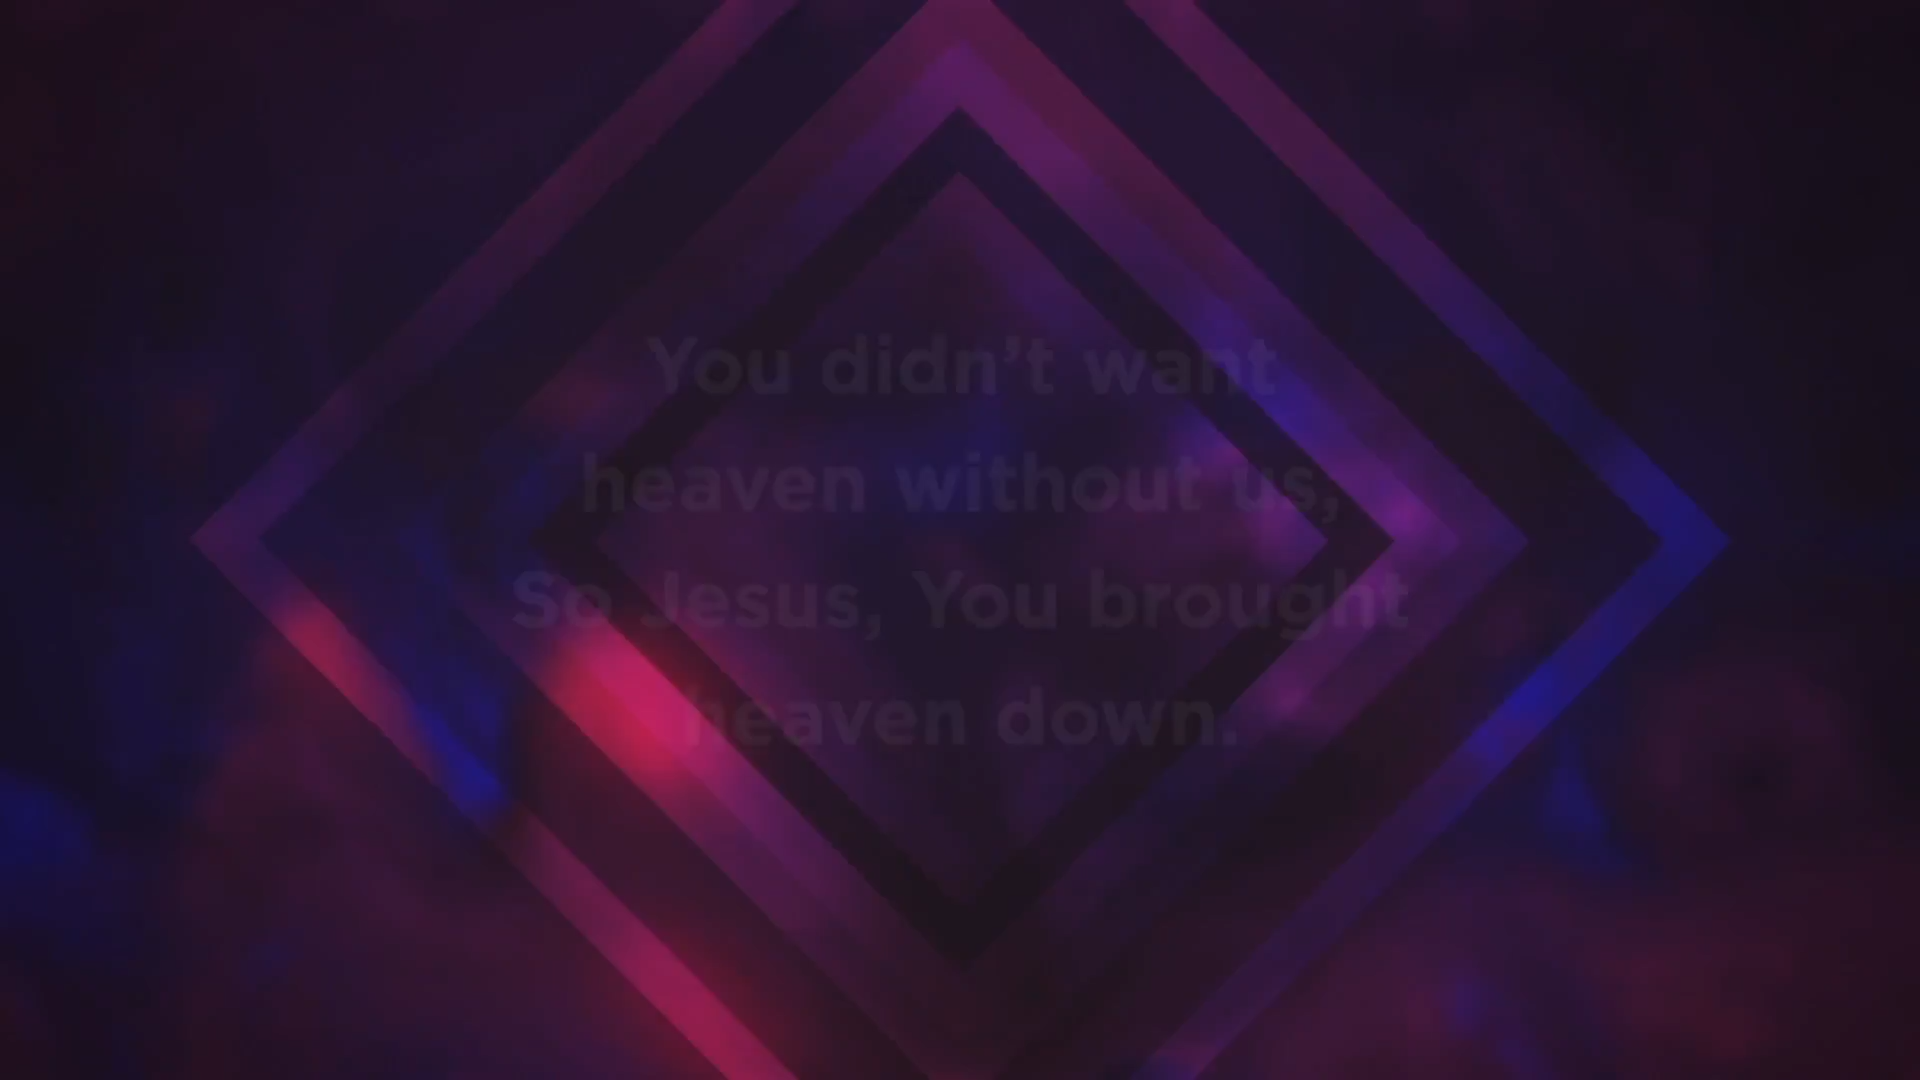 You didn’t want
heaven without us,
So Jesus, You brought
heaven down.